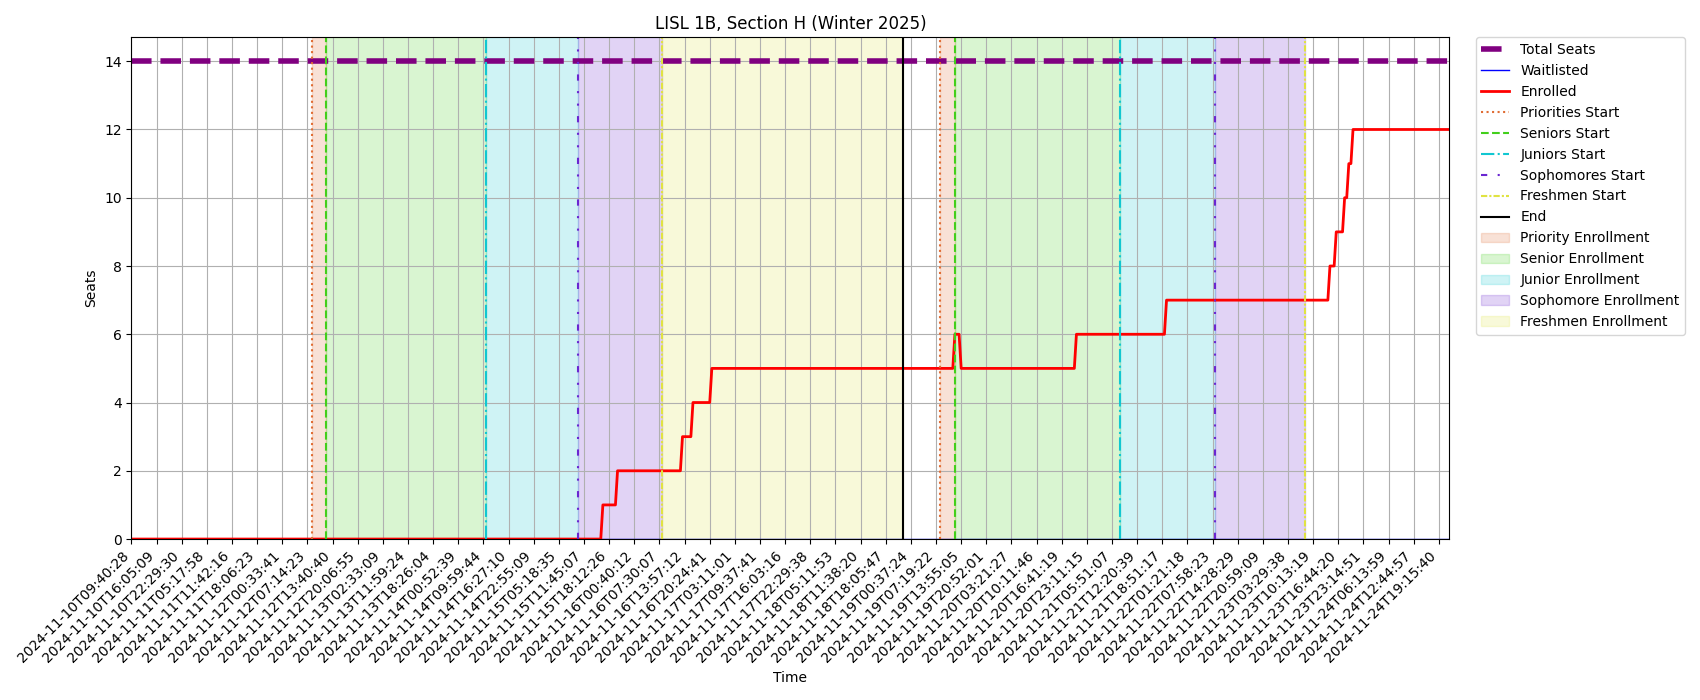 LISL 1B, Section H (Winter 2025)
Seats
14
12
10
8
6
4
2
0
2024-11-10T09:40:28
2024-11-10T16:05:09
2024-11-10T22:29:30
2024-11-11T05:17:58
2024-11-11T11:42:16
2024-11-11T18:06:23
2024-11-12T00:33:41
2024-11-12T07:14:23
2024-11-12T13:40:40
2024-11-12T20:06:55
2024-11-13T02:33:09
2024-11-13T11:59:24
2024-11-13T18:26:04
2024-11-14T00:52:39
2024-11-14T09:59:44
2024-11-14T16:27:10
2024-11-14T22:55:09
2024-11-15T05:18:35
2024-11-15T11:45:07
2024-11-15T18:12:26
2024-11-16T00:40:12
2024-11-16T07:30:07
2024-11-16T13:57:12
2024-11-16T20:24:41
2024-11-17T03:11:01
2024-11-17T09:37:41
2024-11-17T16:03:16
2024-11-17T22:29:38
2024-11-18T05:11:53
2024-11-18T11:38:20
2024-11-18T18:05:47
2024-11-19T00:37:24
2024-11-19T07:19:22
2024-11-19T13:55:05
2024-11-19T20:52:01
2024-11-20T03:21:27
2024-11-20T10:11:46
2024-11-20T16:41:19
2024-11-20T23:11:15
2024-11-21T05:51:07
2024-11-21T12:20:39
2024-11-21T18:51:17
2024-11-22T01:21:18
2024-11-22T07:58:23
2024-11-22T14:28:29
2024-11-22T20:59:09
2024-11-23T03:29:38
2024-11-23T10:13:19
2024-11-23T16:44:20
2024-11-23T23:14:51
2024-11-24T06:13:59
2024-11-24T12:44:57
2024-11-24T19:15:40
Time
Total Seats
Waitlisted
Enrolled
Priorities Start
Seniors Start
Juniors Start
Sophomores Start
Freshmen Start
End
Priority Enrollment
Senior Enrollment
Junior Enrollment
Sophomore Enrollment
Freshmen Enrollment